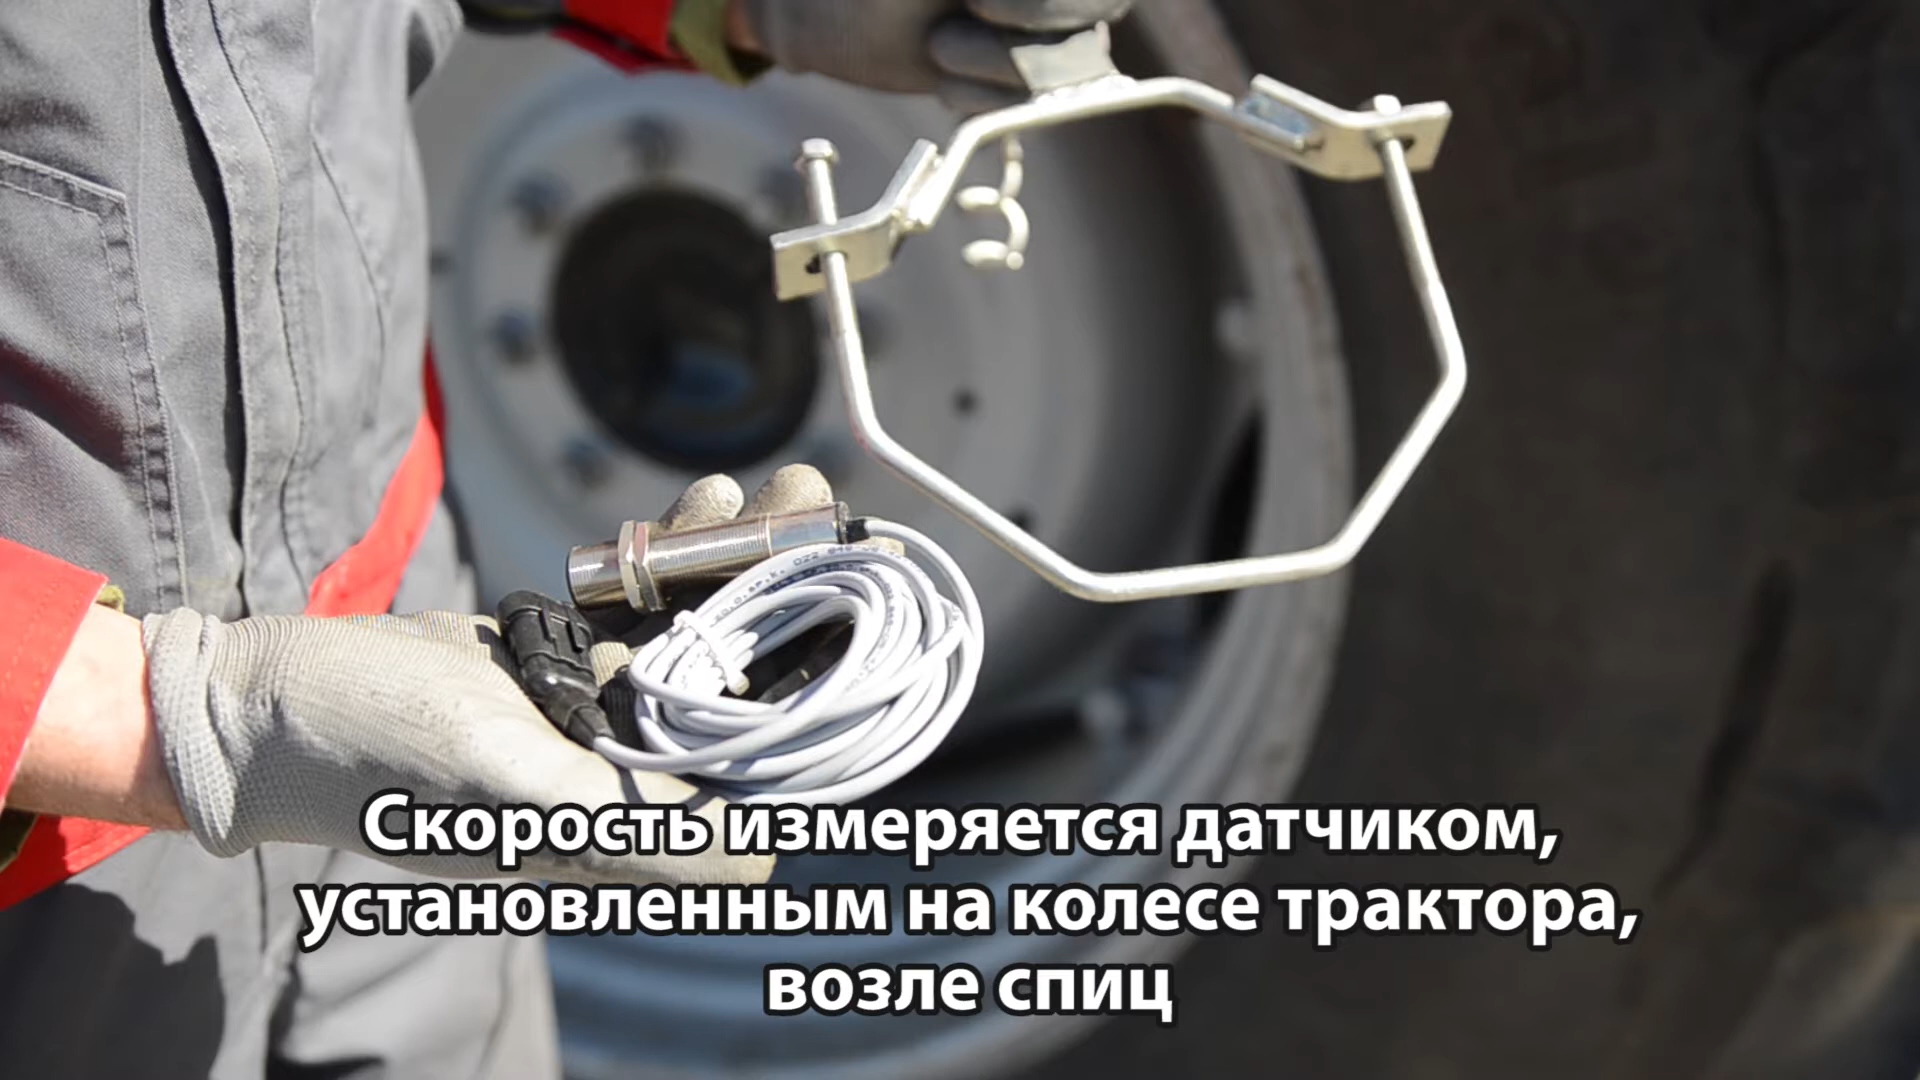 Скорость измеряется датчиком,
установленным на колесе трактора,
возле спиц